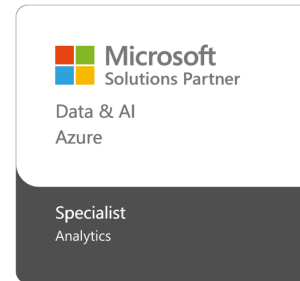 Microsoft
Solutions Partner
Data & AI
Azure
Specialist
Analytics